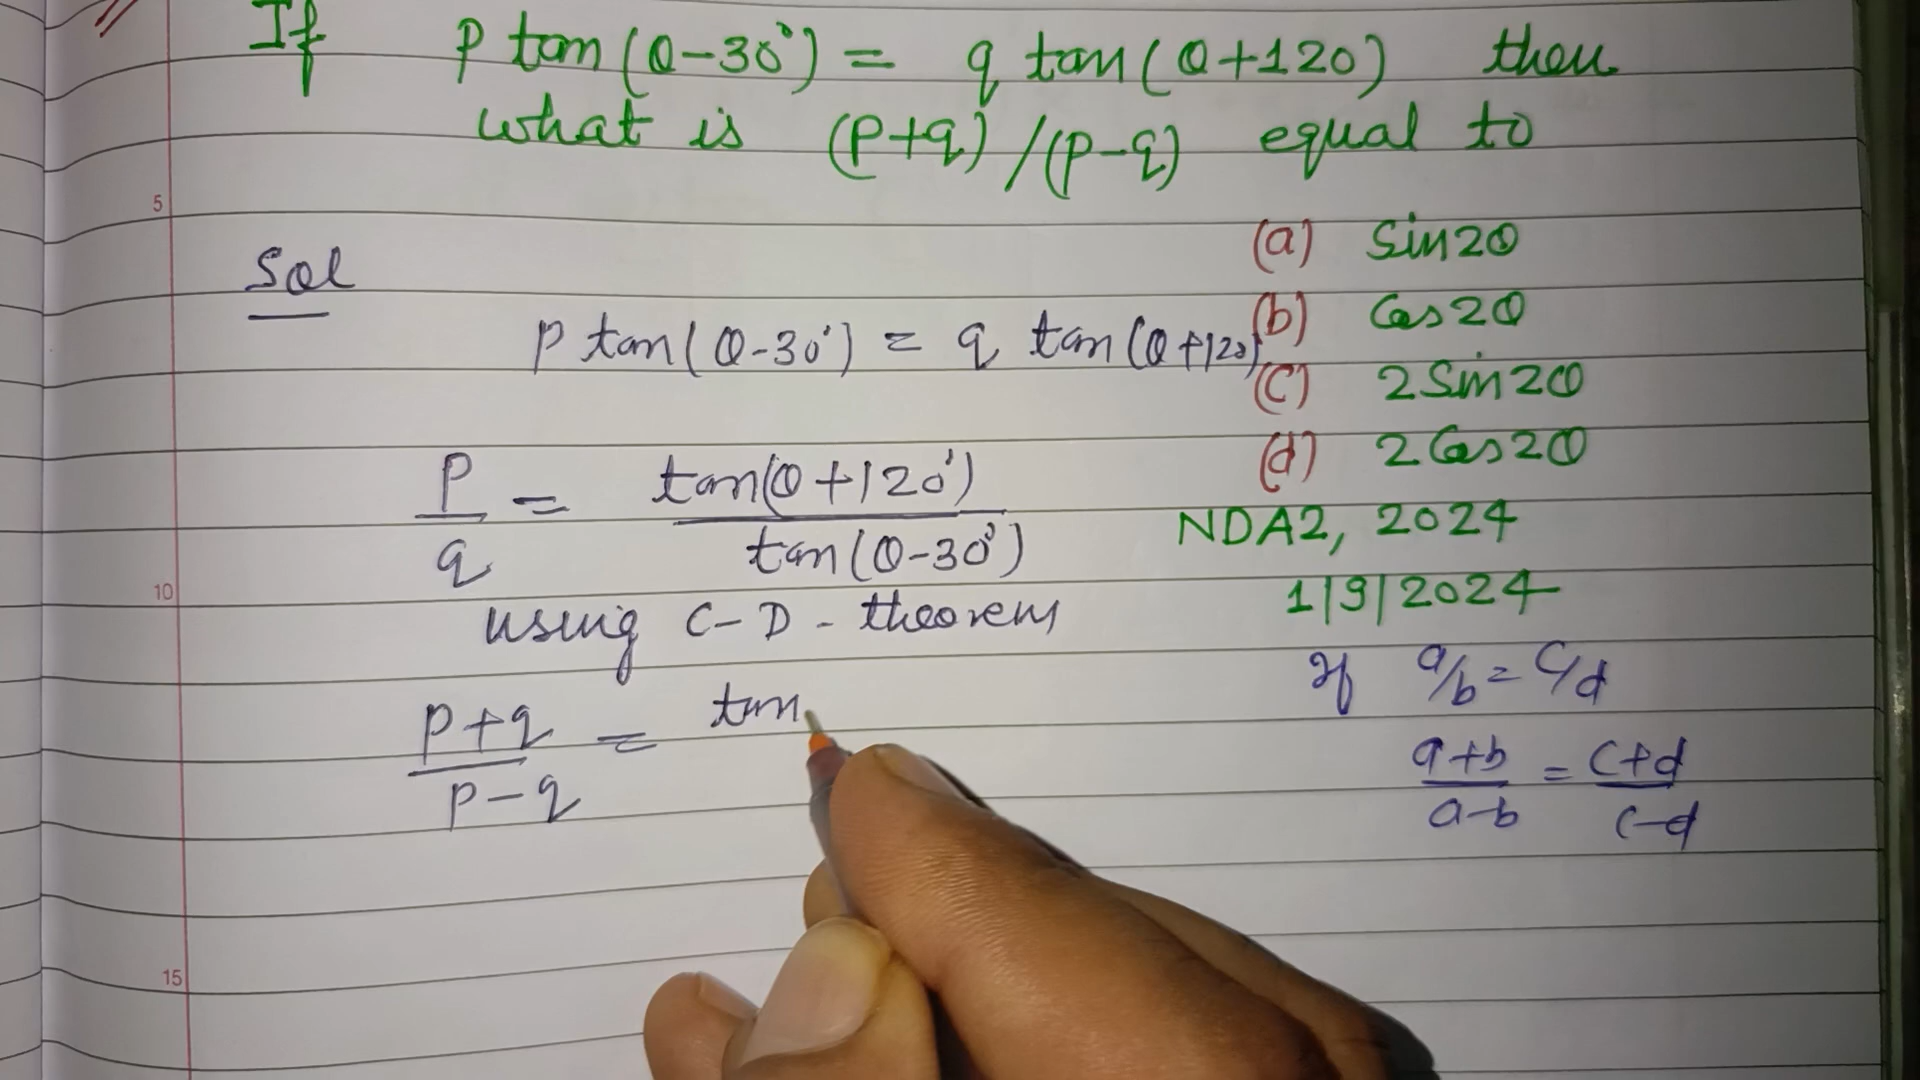 If p tan(θ-30°) = q tan(θ+120) then
what is (p+q)/(p-q) equal to
5
(a) Sin2θ
Sol
(b) Cos2θ
p tan(θ-30°) = q tan(θ+120)
(c) 2Sin2θ
(d) 2Cos2θ
p/q = tan(θ+120°)/tan(θ-30°)
NDA2, 2024
10
1|9|2024
using C-D-theorem
If a/b = c/d
p+q/p-q = tan
a+b/a-b = c+d/c-d
15